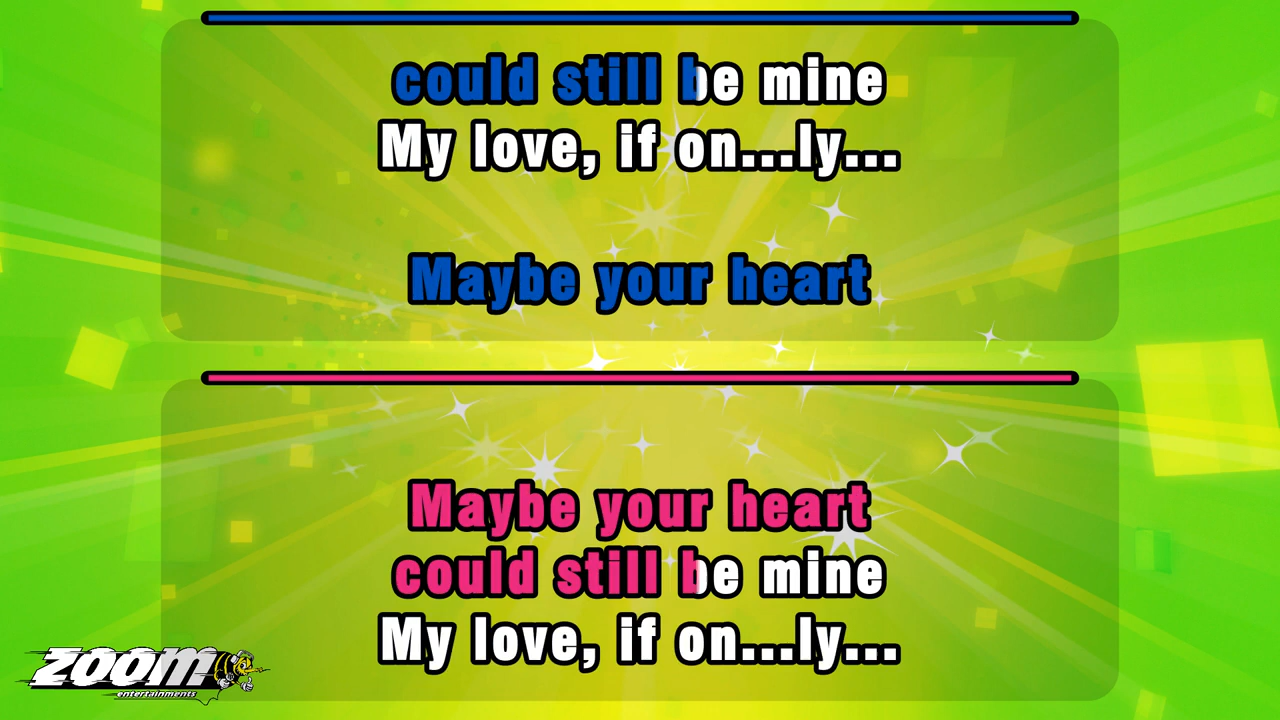 could still be mine
My love, if on...ly...
Maybe your heart
Maybe your heart
could still be mine
My love, if on...ly...
ZOOM
entertainments